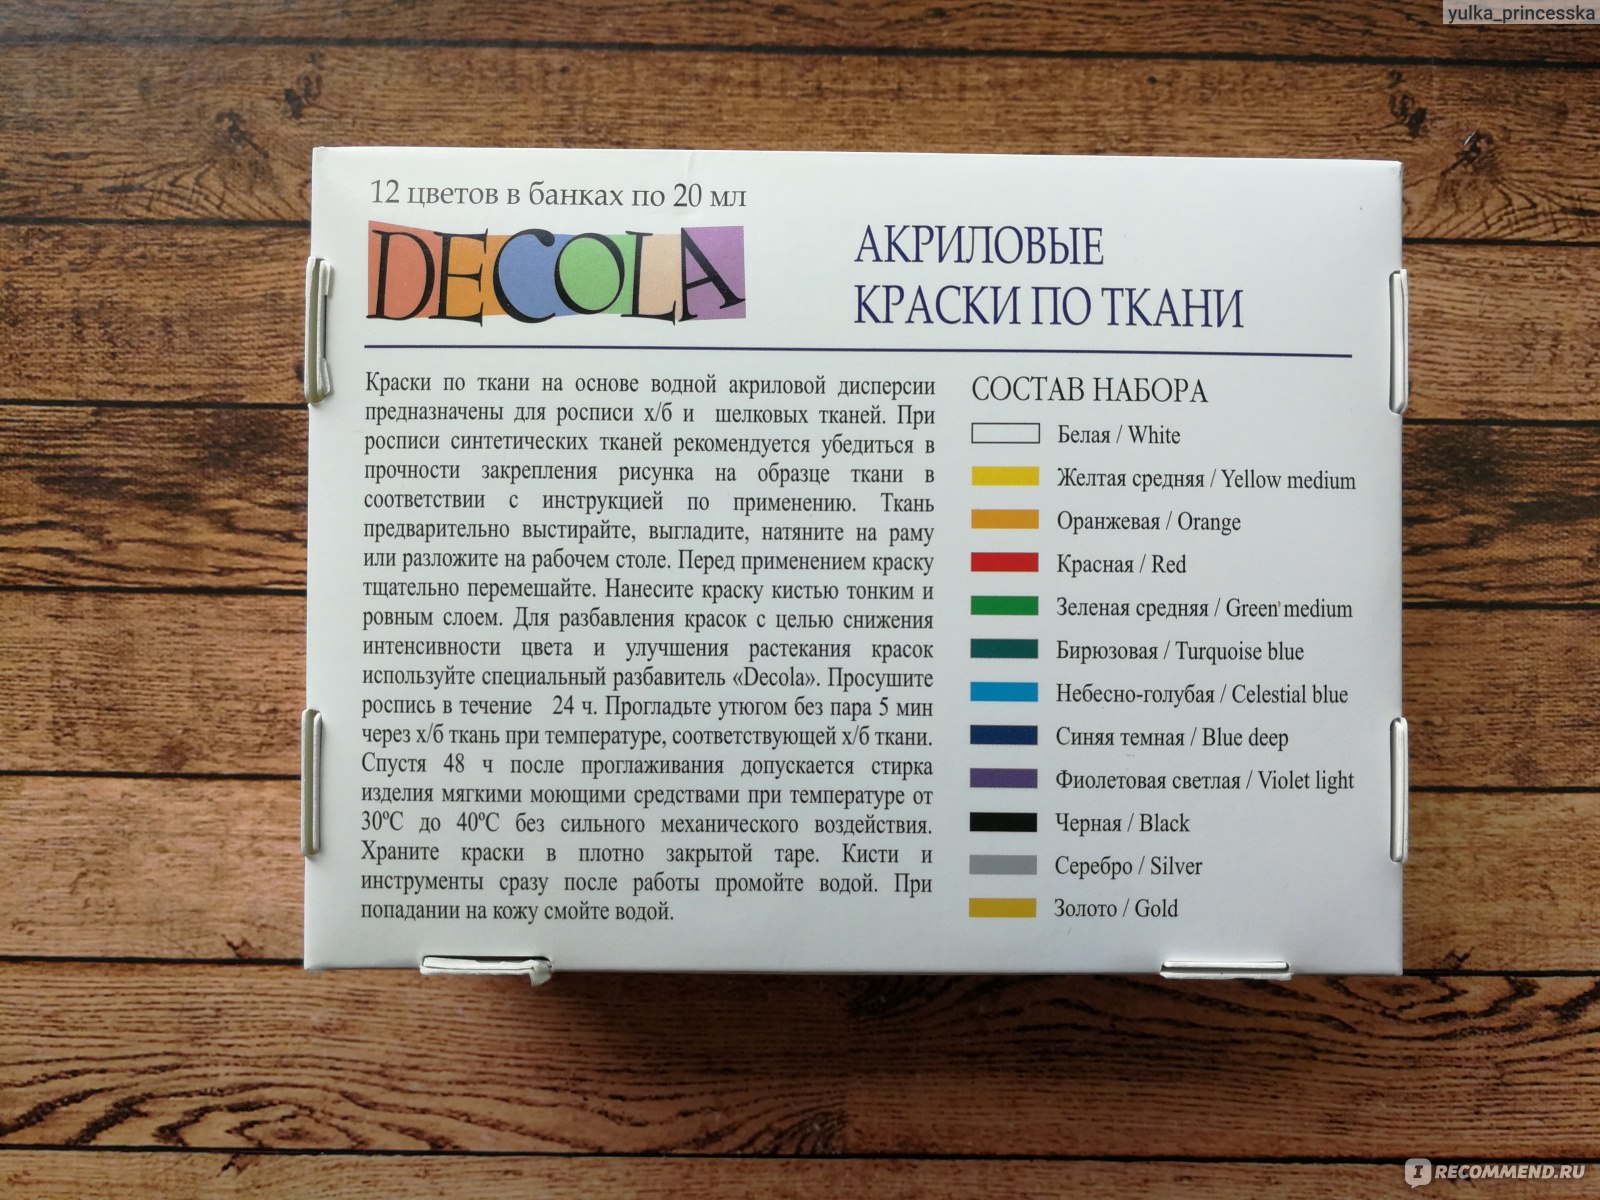 yulka_princesska
12 цветов в банках по 20 мл
DECOLA
АКРИЛОВЫЕ
КРАСКИ ПО ТКАНИ
Краски по ткани на основе водной акриловой дисперсии
предназначены для росписи х/б и шелковых тканей. При
росписи синтетических тканей рекомендуется убедиться в
прочности закрепления рисунка на образце ткани в
соответствии с инструкцией по применению. Ткань
предварительно выстирайте, выгладите, натяните на раму
или разложите на рабочем столе. Перед применением краску
тщательно перемешайте. Нанесите краску кистью тонким и
ровным слоем. Для разбавления красок с целью снижения
интенсивности цвета и улучшения растекания красок
используйте специальный разбавитель «Decola». Просушите
роспись в течение 24 ч. Прогладьте утюгом без пара 5 мин
через х/б ткань при температуре, соответствующей х/б ткани.
Спустя 48 ч после проглаживания допускается стирка
изделия мягкими моющими средствами при температуре от
30ºС до 40ºС без сильного механического воздействия.
Храните краски в плотно закрытой таре. Кисти и
инструменты сразу после работы промойте водой. При
попадании на кожу смойте водой.
СОСТАВ НАБОРА
Белая / White
Желтая средняя / Yellow medium
Оранжевая / Orange
Красная / Red
Зеленая средняя / Green medium
Бирюзовая / Turquoise blue
Небесно-голубая / Celestial blue
Синяя темная / Blue deep
Фиолетовая светлая / Violet light
Черная / Black
Серебро / Silver
Золото / Gold
IRECOMMEND.RU